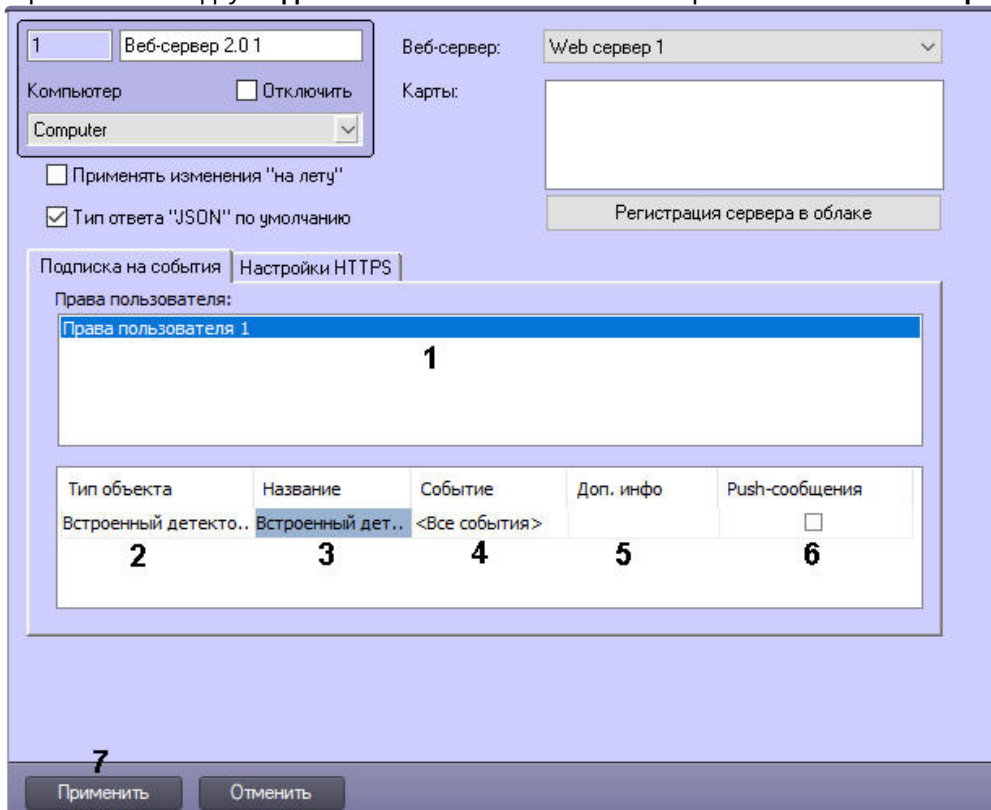 1 Веб-сервер 2.0 1 Веб-сервер: Web сервер 1
Компьютер Отключить Карты:
Computer
Применять изменения "на лету"
Тип ответа "JSON" по умолчанию Регистрация сервера в облаке
Подписка на события Настройки HTTPS
Права пользователя:
Права пользователя 1
1
Тип объекта Название Событие Доп. инфо Push-сообщения
Встроенный детекто.. Встроенный дет.. <Все события>
2 3 4 5 6
7
Применить Отменить